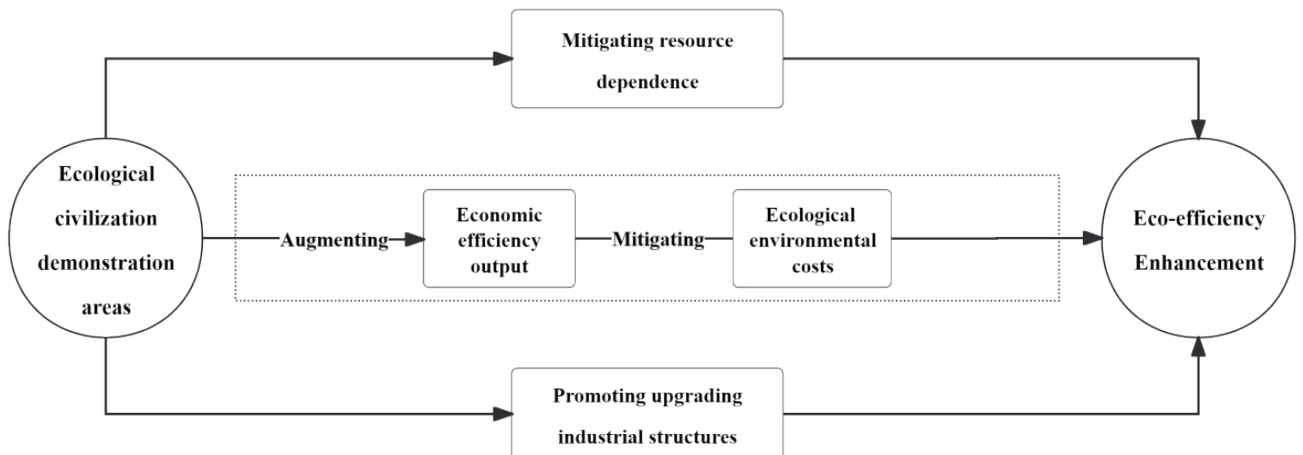 Mitigating resource
dependence
Ecological
civilization
demonstration
areas
Augmenting
Economic
efficiency
output
Mitigating
Ecological
environmental
costs
Eco-efficiency
Enhancement
Promoting upgrading
industrial structures